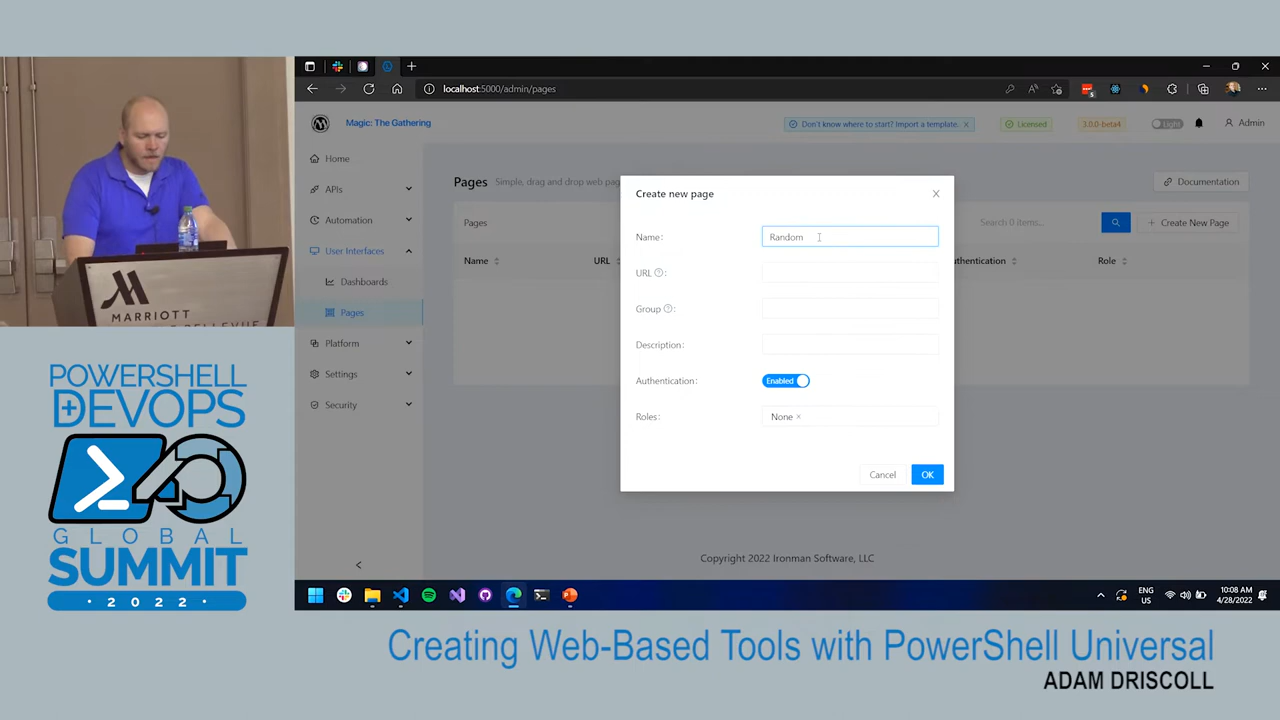 localhost:5000/admin/pages
Magic: The Gathering
Don't know where to start? Import a template.
Licensed
3.0.0-beta4
Light
Admin
Home
APIs
Automation
User Interfaces
Dashboards
Pages
Platform
Settings
Security
Pages
Simple, drag and drop web pag
Documentation
Pages
Search 0 items...
Create New Page
Name
URL
uthentication
Role
Create new page
Name:
Random
URL
:
Group
:
Description:
Authentication:
Enabled
Roles:
None
Cancel
OK
Copyright 2022 Ironman Software, LLC
ENG
US
10:08 AM
4/28/2022
MARRIOTT
POWERSHELL
DEVOPS
GLOBAL
SUMMIT
· 2022 ·
Creating Web-Based Tools with PowerShell Universal
ADAM DRISCOLL